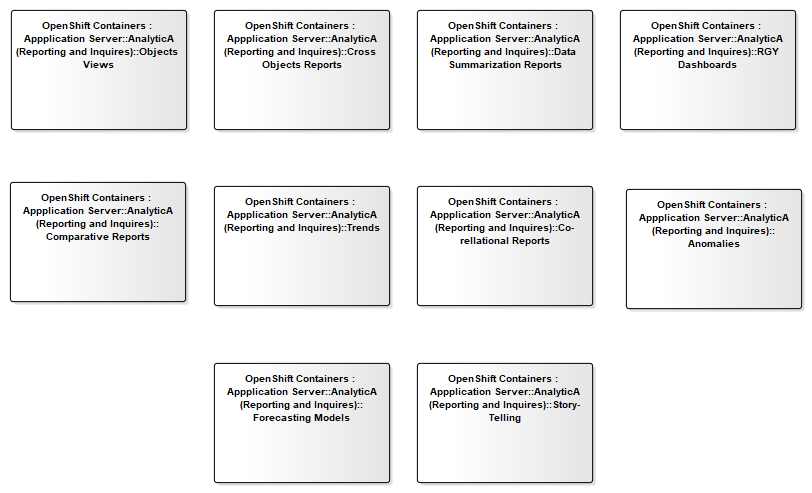 OpenShift Containers :
Appplication Server::AnalyticA
(Reporting and Inquires)::Objects
Views
OpenShift Containers :
Appplication Server::AnalyticA
(Reporting and Inquires)::Cross
Objects Reports
OpenShift Containers :
Appplication Server::AnalyticA
(Reporting and Inquires)::Data
Summarization Reports
OpenShift Containers :
Appplication Server::AnalyticA
(Reporting and Inquires)::RGY
Dashboards
OpenShift Containers :
Appplication Server::AnalyticA
(Reporting and Inquires)::
Comparative Reports
OpenShift Containers :
Appplication Server::AnalyticA
(Reporting and Inquires)::Trends
OpenShift Containers :
Appplication Server::AnalyticA
(Reporting and Inquires)::Co-
rellational Reports
OpenShift Containers :
Appplication Server::AnalyticA
(Reporting and Inquires)::
Anomalies
OpenShift Containers :
Appplication Server::AnalyticA
(Reporting and Inquires)::
Forecasting Models
OpenShift Containers :
Appplication Server::AnalyticA
(Reporting and Inquires)::Story-
Telling